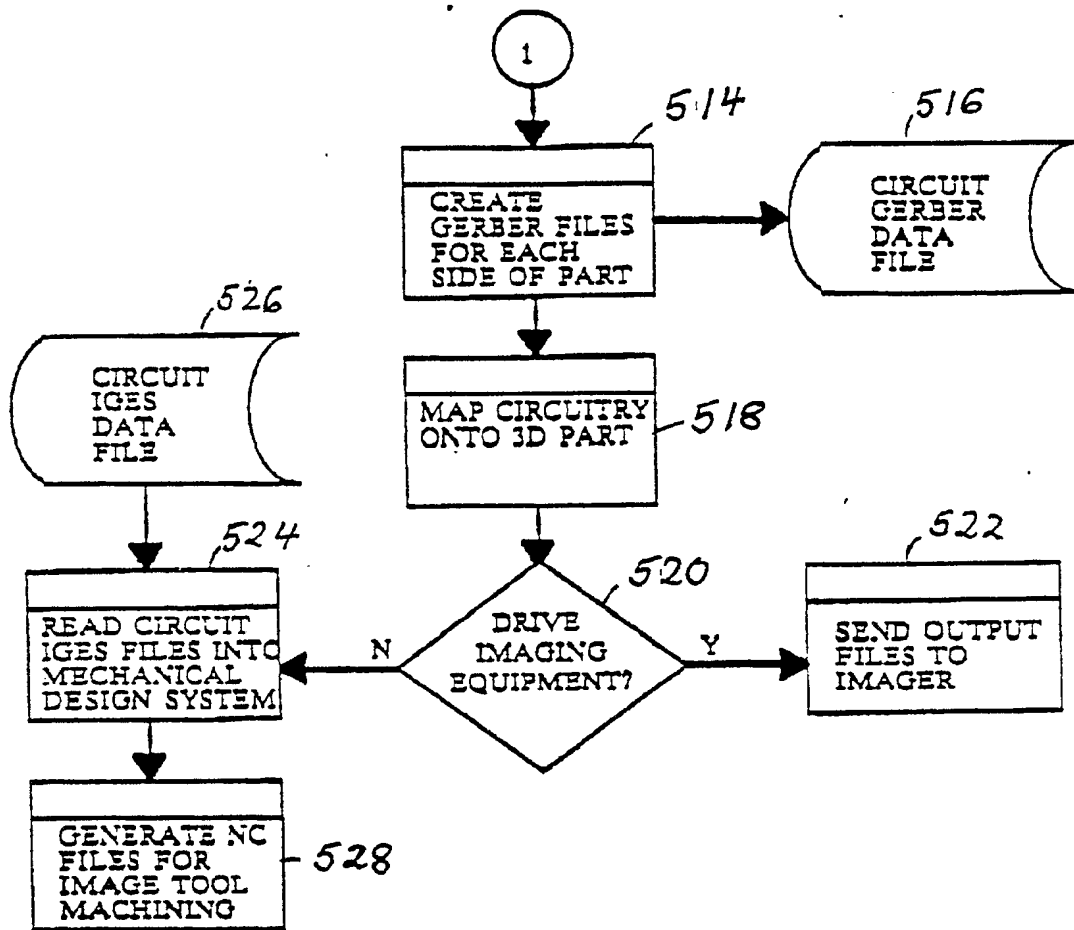 1
514
CREATE
GERBER FILES
FOR EACH
SIDE OF PART
516
CIRCUIT
GERBER
DATA
FILE
526
CIRCUIT
IGES
DATA
FILE
MAP CIRCUITRY
ONTO 3D PART
518
524
READ CIRCUIT
IGES FILES INTO
MECHANICAL
DESIGN SYSTEM
N
520
DRIVE
IMAGING
EQUIPMENT?
Y
522
SEND OUTPUT
FILES TO
IMAGER
GENERATE NC
FILES FOR
IMAGE TOOL
MACHINING
528